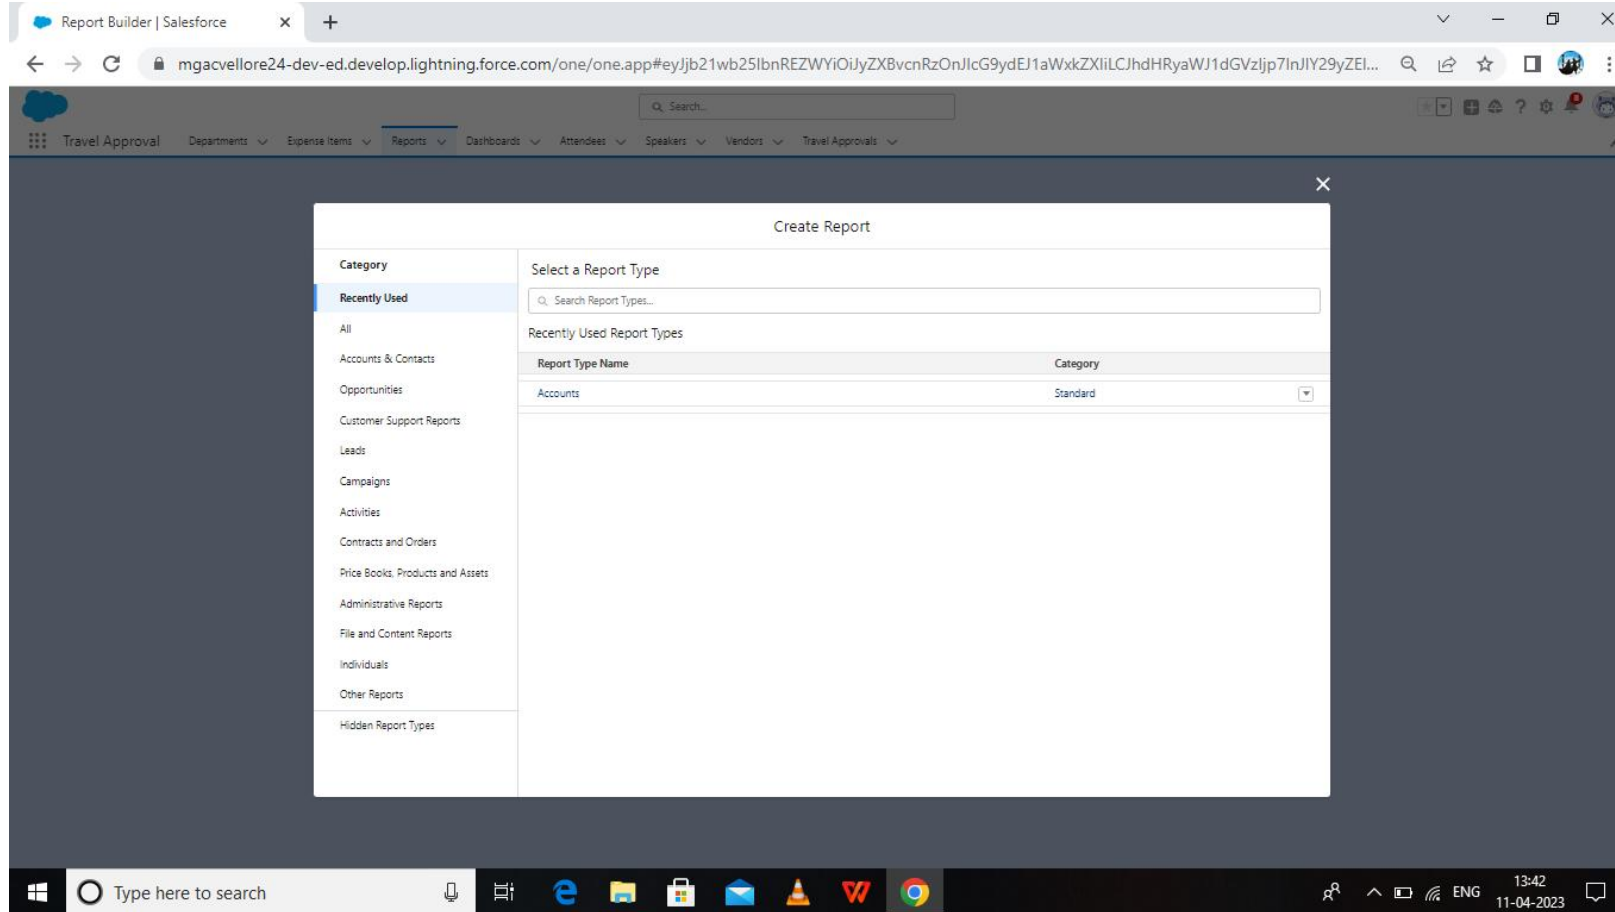 Report Builder | Salesforce
mgacvellore24-dev-ed.develop.lightning.force.com/one/one.app#
Search...
Travel Approval Departments Expense Items Reports Dashboards Attendees Speakers Vendors Travel Approvals
Create Report
Category
Recently Used
All
Accounts & Contacts
Opportunities
Customer Support Reports
Leads
Campaigns
Activities
Contracts and Orders
Price Books, Products and Assets
Administrative Reports
File and Content Reports
Individuals
Other Reports
Hidden Report Types
Select a Report Type
Search Report Types...
Recently Used Report Types
Report Type Name Category
Accounts Standard
Type here to search
ENG
13:42
11-04-2023